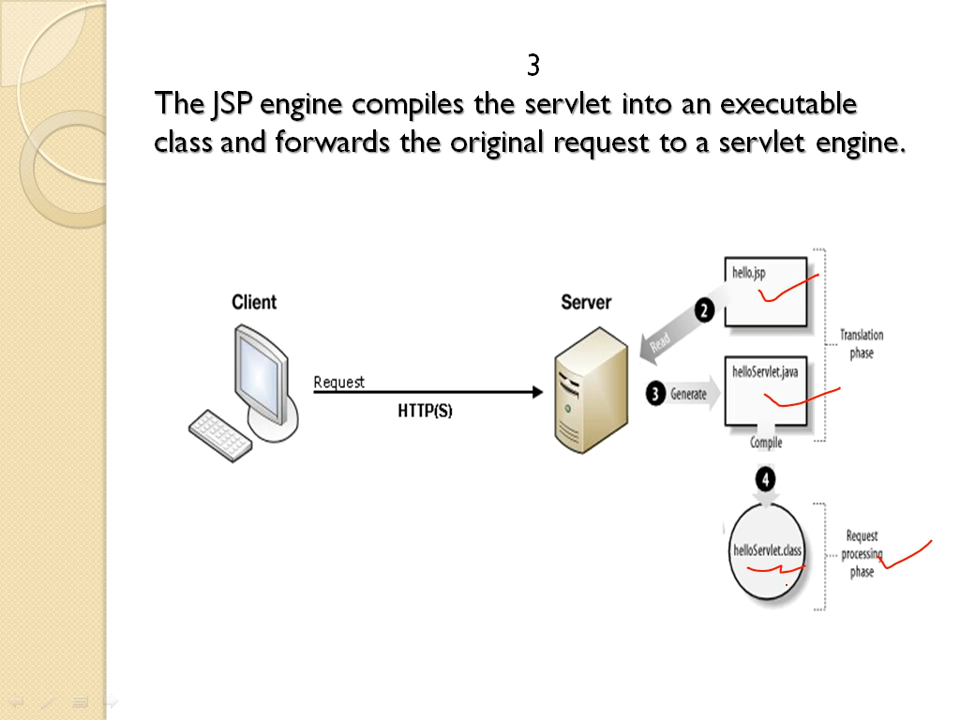 3
The JSP engine compiles the servlet into an executable
class and forwards the original request to a servlet engine.
Client
Server
hello.jsp
2
Read
Translation
phase
Request
HTTP(S)
3
Generate
helloServlet.java
Compile
4
helloServlet.class
Request
processing
phase